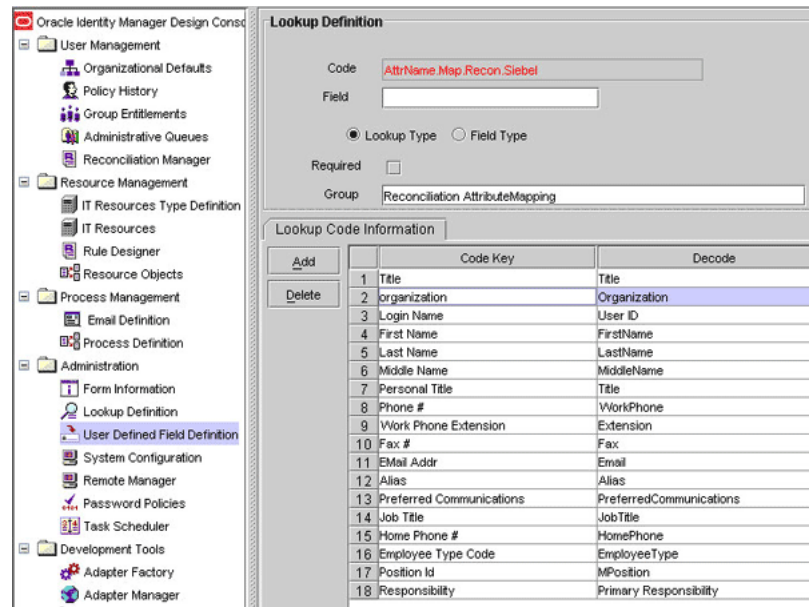 Oracle Identity Manager Design Consc
User Management
Organizational Defaults
Policy History
Group Entitlements
Administrative Queues
Reconciliation Manager
Resource Management
IT Resources Type Definition
IT Resources
Rule Designer
Resource Objects
Process Management
Email Definition
Process Definition
Administration
Form Information
Lookup Definition
User Defined Field Definition
System Configuration
Remote Manager
Password Policies
Task Scheduler
Development Tools
Adapter Factory
Adapter Manager
Lookup Definition
Code AttrName.Map.Recon.Siebel
Field
Lookup Type Field Type
Required
Group Reconciliation AttributeMapping
Lookup Code Information
Add
Delete
Code Key Decode
1 Title Title
2 organization Organization
3 Login Name User ID
4 First Name FirstName
5 Last Name LastName
6 Middle Name MiddleName
7 Personal Title Title
8 Phone # WorkPhone
9 Work Phone Extension Extension
10 Fax # Fax
11 EMail Addr Email
12 Alias Alias
13 Preferred Communications PreferredCommunications
14 Job Title JobTitle
15 Home Phone # HomePhone
16 Employee Type Code EmployeeType
17 Position Id MPosition
18 Responsibility Primary Responsibility